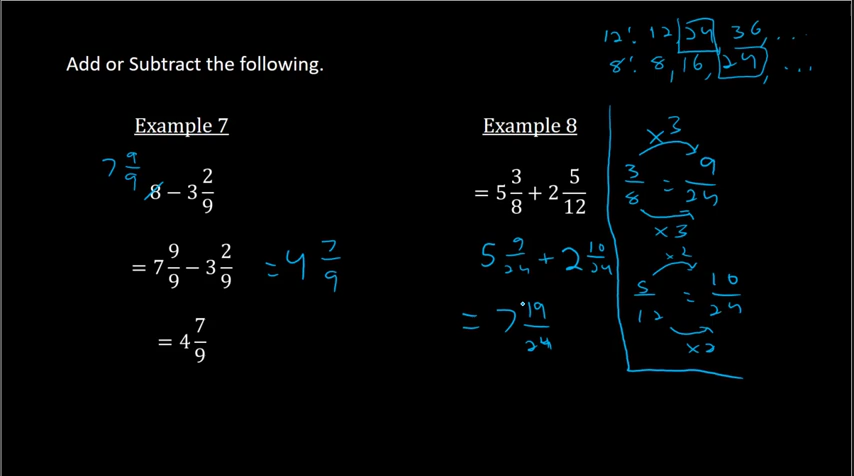 12': 12, 24, 36, ...
8': 8, 16, 24, ...
Add or Subtract the following.
Example 7
7 9/9
8 − 3 2/9
= 7 9/9 − 3 2/9 = 4 7/9
= 4 7/9
Example 8
= 5 3/8 + 2 5/12
5 9/24 + 2 10/24
= 7 19/24
×3
3/8 = 9/24
×3
×2
5/12 = 10/24
×2